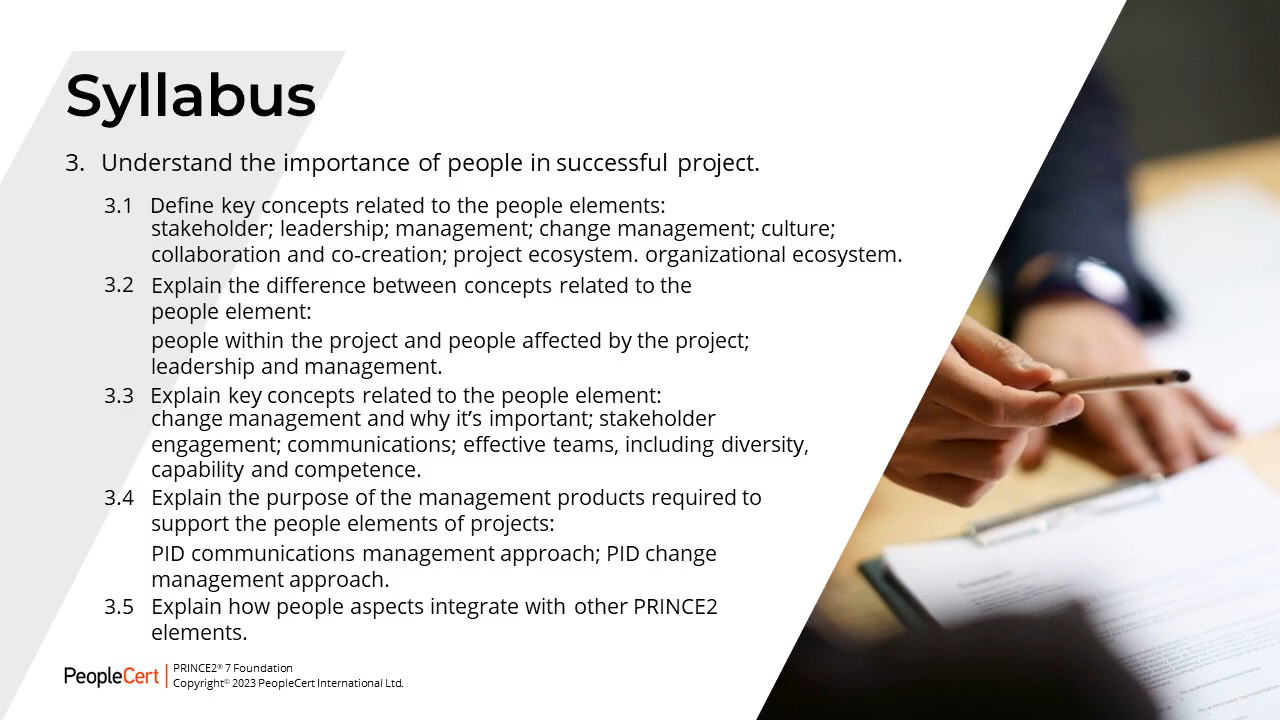 Syllabus
3. Understand the importance of people in successful project.
3.1 Define key concepts related to the people elements:
stakeholder; leadership; management; change management; culture;
collaboration and co-creation; project ecosystem. organizational ecosystem.
3.2 Explain the difference between concepts related to the
people element:
people within the project and people affected by the project;
leadership and management.
3.3 Explain key concepts related to the people element:
change management and why it’s important; stakeholder
engagement; communications; effective teams, including diversity,
capability and competence.
3.4 Explain the purpose of the management products required to
support the people elements of projects:
PID communications management approach; PID change
management approach.
3.5 Explain how people aspects integrate with other PRINCE2
elements.
PeopleCert
PRINCE2® 7 Foundation
Copyright© 2023 PeopleCert International Ltd.